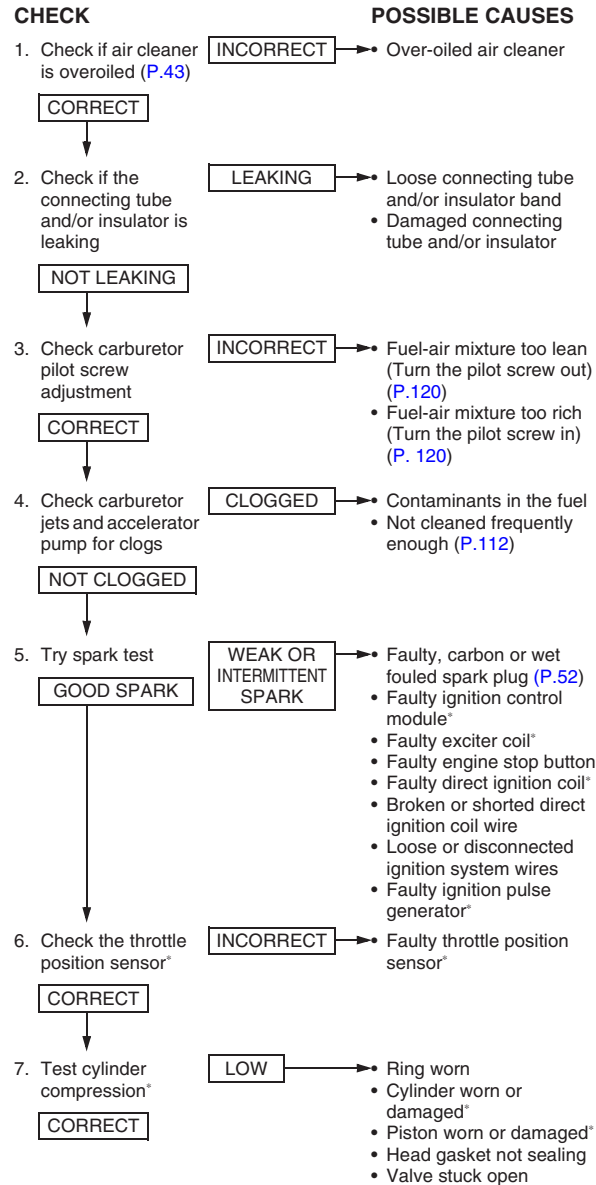 CHECK
POSSIBLE CAUSES
1. Check if air cleaner
is overoiled (P.43)
INCORRECT
• Over-oiled air cleaner
CORRECT
2. Check if the
connecting tube
and/or insulator is
leaking
LEAKING
• Loose connecting tube
and/or insulator band
• Damaged connecting
tube and/or insulator
NOT LEAKING
3. Check carburetor
pilot screw
adjustment
INCORRECT
• Fuel-air mixture too lean
(Turn the pilot screw out)
(P.120)
• Fuel-air mixture too rich
(Turn the pilot screw in)
(P. 120)
CORRECT
4. Check carburetor
jets and accelerator
pump for clogs
CLOGGED
• Contaminants in the fuel
• Not cleaned frequently
enough (P.112)
NOT CLOGGED
5. Try spark test
WEAK OR
INTERMITTENT
SPARK
• Faulty, carbon or wet
fouled spark plug (P.52)
• Faulty ignition control
module*
• Faulty exciter coil*
• Faulty engine stop button
• Faulty direct ignition coil*
• Broken or shorted direct
ignition coil wire
• Loose or disconnected
ignition system wires
• Faulty ignition pulse
generator*
GOOD SPARK
6. Check the throttle
position sensor*
INCORRECT
• Faulty throttle position
sensor*
CORRECT
7. Test cylinder
compression*
LOW
• Ring worn
• Cylinder worn or
damaged*
• Piston worn or damaged*
• Head gasket not sealing
• Valve stuck open
CORRECT